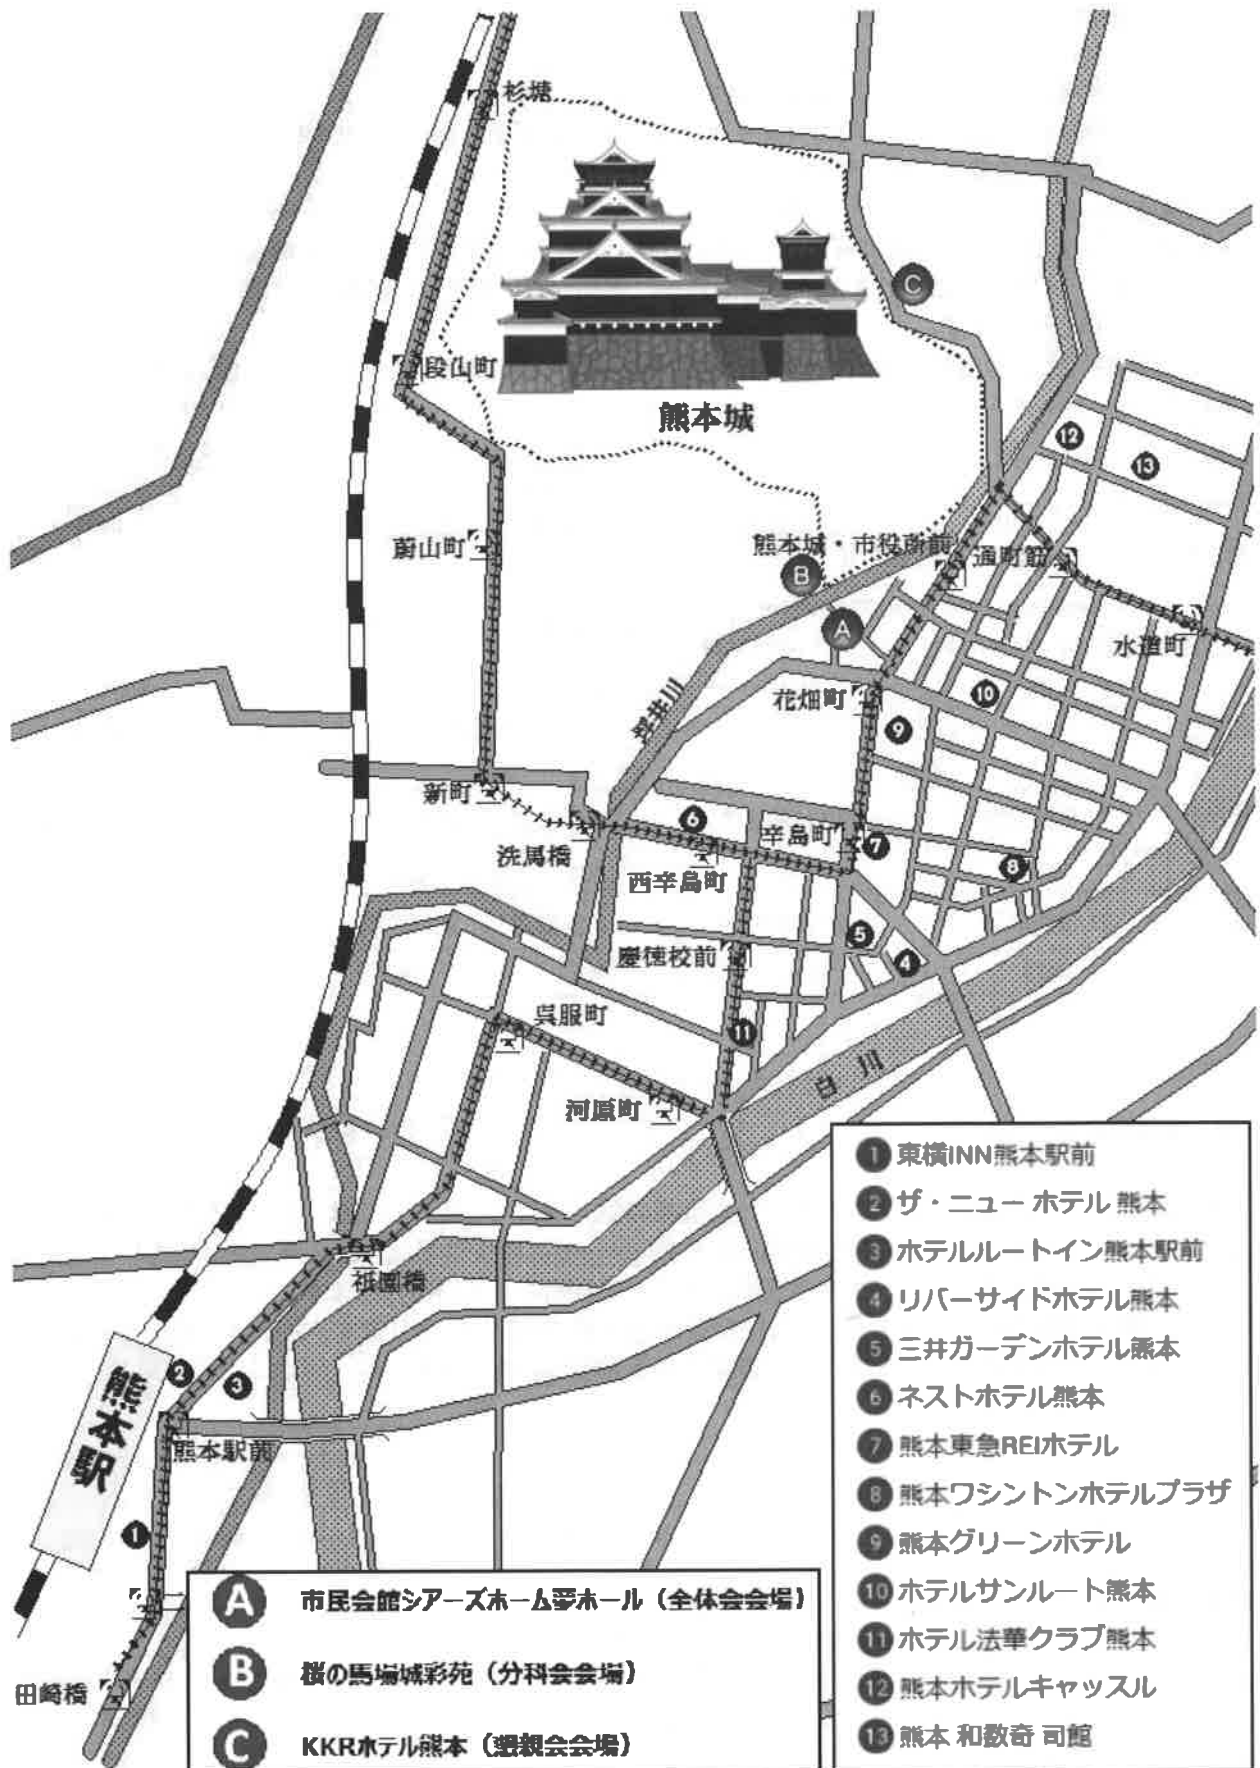 杉塘
C
段山町
熊本城
12
13
蔚山町
熊本城・市役所前
通町筋
B
A
水道町
坪井川
花畑町
10
9
新町
6
辛島町
7
洗馬橋
西辛島町
8
5
慶徳校前
4
呉服町
11
白川
河原町
祇園橋
2
3
熊本駅
熊本駅前
1
田崎橋
A 市民会館シアーズホーム夢ホール（全体会会場）
B 桜の馬場城彩苑（分科会会場）
C KKRホテル熊本（懇親会会場）
1 東横INN熊本駅前
2 ザ・ニュー ホテル 熊本
3 ホテルルートイン熊本駅前
4 リバーサイドホテル熊本
5 三井ガーデンホテル熊本
6 ネストホテル熊本
7 熊本東急REIホテル
8 熊本ワシントンホテルプラザ
9 熊本グリーンホテル
10 ホテルサンルート熊本
11 ホテル法華クラブ熊本
12 熊本ホテルキャッスル
13 熊本 和数奇 司館